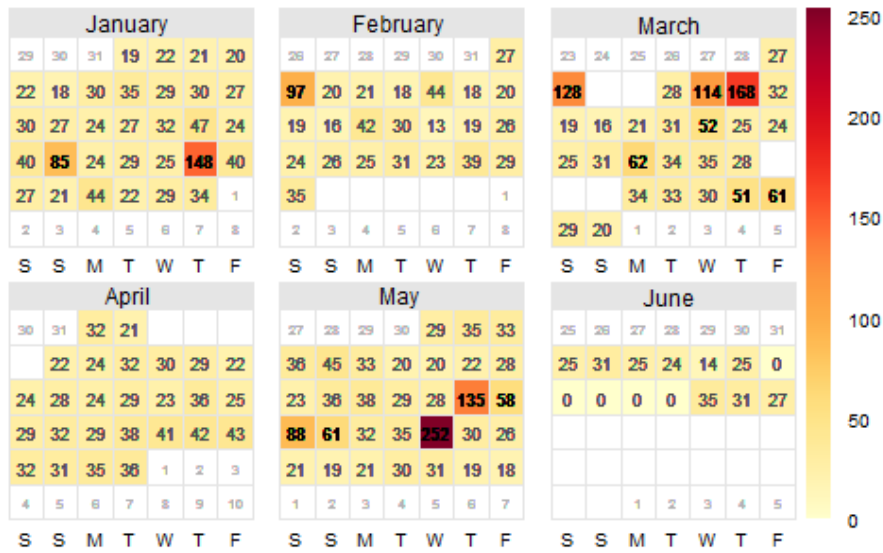 January
29 30 31 19 22 21 20
22 18 30 35 29 30 27
30 27 24 27 32 47 24
40 85 24 29 25 148 40
27 21 44 22 29 34 1
2 3 4 5 6 7 8
S S M T W T F
February
26 27 28 29 30 31 27
97 20 21 18 44 18 20
19 16 42 30 13 19 26
24 26 25 31 23 39 29
35 1
2 3 4 5 6 7 8
S S M T W T F
March
23 24 25 26 27 28 27
128 28 114 168 32
19 16 21 31 52 25 24
25 31 62 34 35 28
34 33 30 51 61
29 20 1 2 3 4 5
S S M T W T F
250
200
150
100
50
0
April
30 31 32 21
22 24 32 30 29 22
24 28 24 29 23 36 25
29 32 29 38 41 42 43
32 31 35 36 1 2 3
4 5 6 7 8 9 10
S S M T W T F
May
27 28 29 30 29 35 33
36 45 33 20 20 22 28
23 36 38 29 28 135 58
88 61 32 35 252 30 26
21 19 21 30 31 19 18
1 2 3 4 5 6 7
S S M T W T F
June
25 26 27 28 29 30 31
25 31 25 24 14 25 0
0 0 0 0 35 31 27
1 2 3 4 5
S S M T W T F